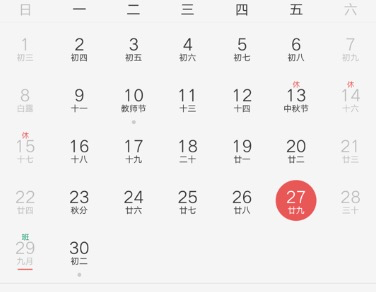 日 一 二 三 四 五 六
1 2 3 4 5 6 7
初三 初四 初五 初六 初七 初八 初九
休 休
8 9 10 11 12 13 14
白露 十一 教师节 十三 十四 中秋节 十六
休
15 16 17 18 19 20 21
十七 十八 十九 二十 廿一 廿二 廿三
22 23 24 25 26 27 28
廿四 秋分 廿六 廿七 廿八 廿九 三十
班
29 30
九月 初二